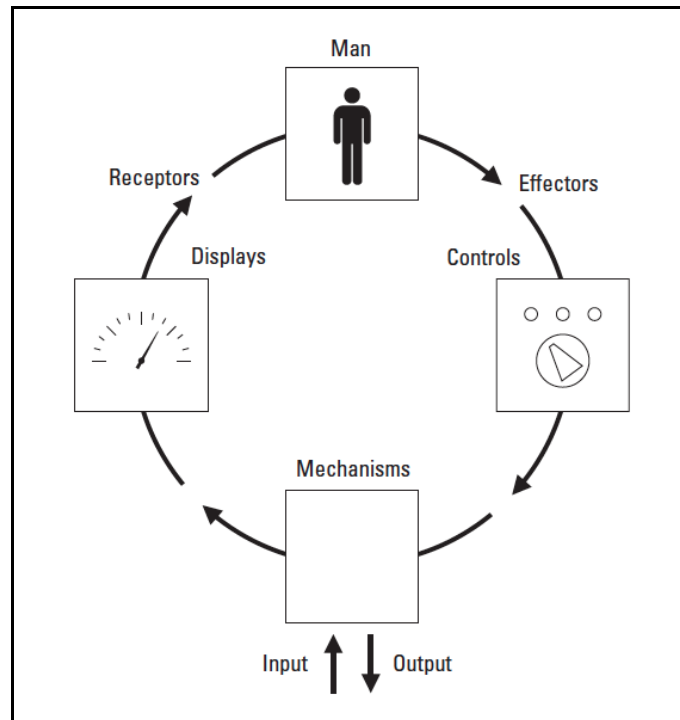 Man
Receptors
Effectors
Displays
Controls
Mechanisms
Input
Output